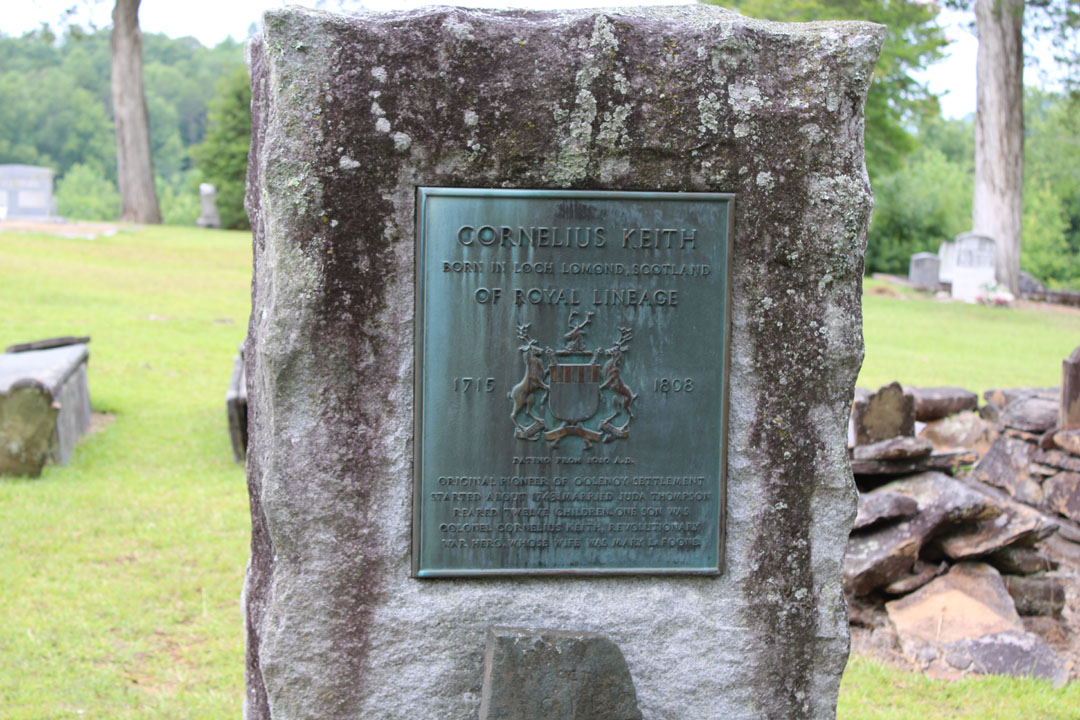 CORNELIUS KEITH
BORN IN LOCH LOMOND, SCOTLAND
OF ROYAL LINEAGE
1715 1808
DATING FROM 1010 A.D.
ORIGINAL PIONEER OF OOLENOY SETTLEMENT
STARTED ABOUT 1743. MARRIED JUDA THOMPSON
REARED TWELVE CHILDREN. ONE SON WAS
COLONEL CORNELIUS KEITH, REVOLUTIONARY
WAR HERO, WHOSE WIFE WAS MARY LAFOONE